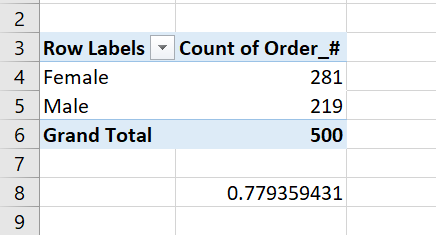 2
3 Row Labels Count of Order_#
4 Female 281
5 Male 219
6 Grand Total 500
7
8 0.779359431
9